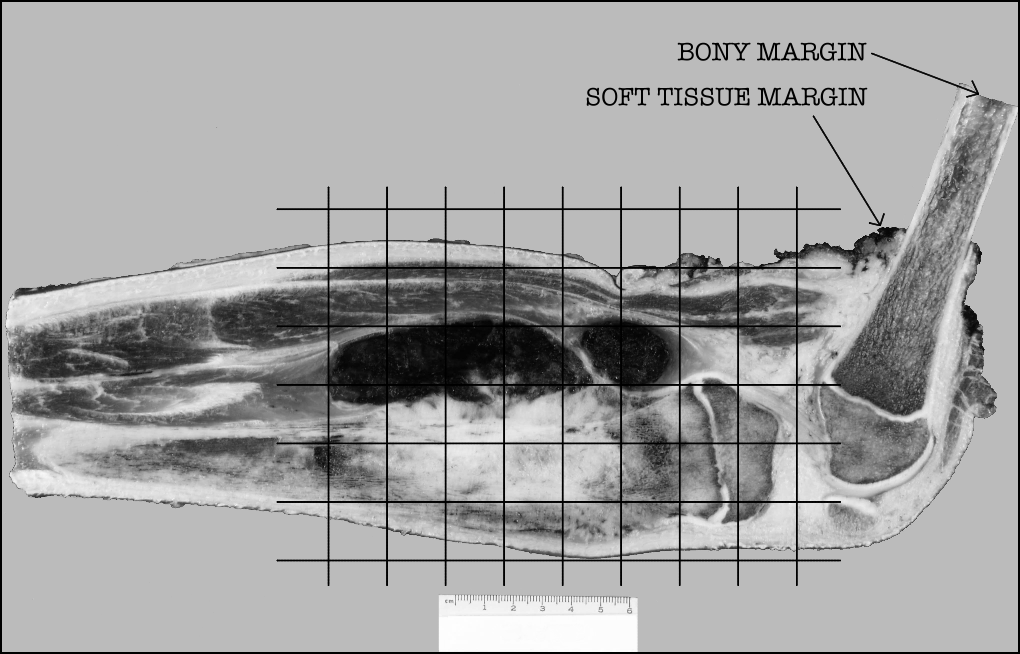 BONY MARGIN
SOFT TISSUE MARGIN
cm 1 2 3 4 5 6